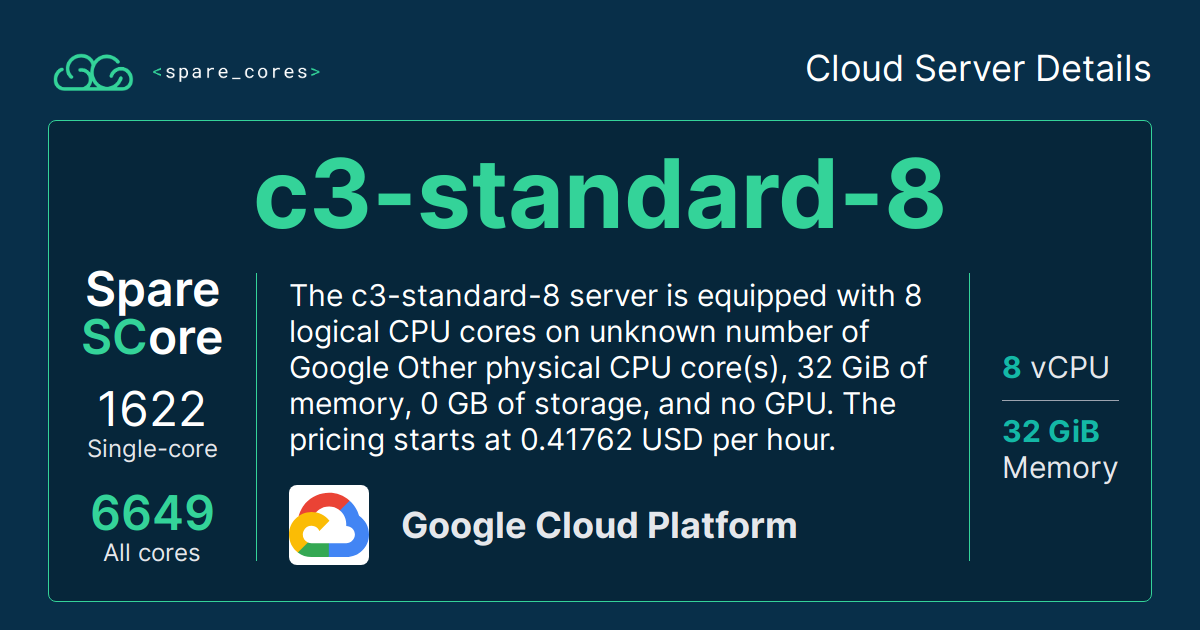 <spare_cores>
Cloud Server Details
c3-standard-8
Spare
SCore
1622
Single-core
6649
All cores
The c3-standard-8 server is equipped with 8
logical CPU cores on unknown number of
Google Other physical CPU core(s), 32 GiB of
memory, 0 GB of storage, and no GPU. The
pricing starts at 0.41762 USD per hour.
Google Cloud Platform
8 vCPU
32 GiB
Memory